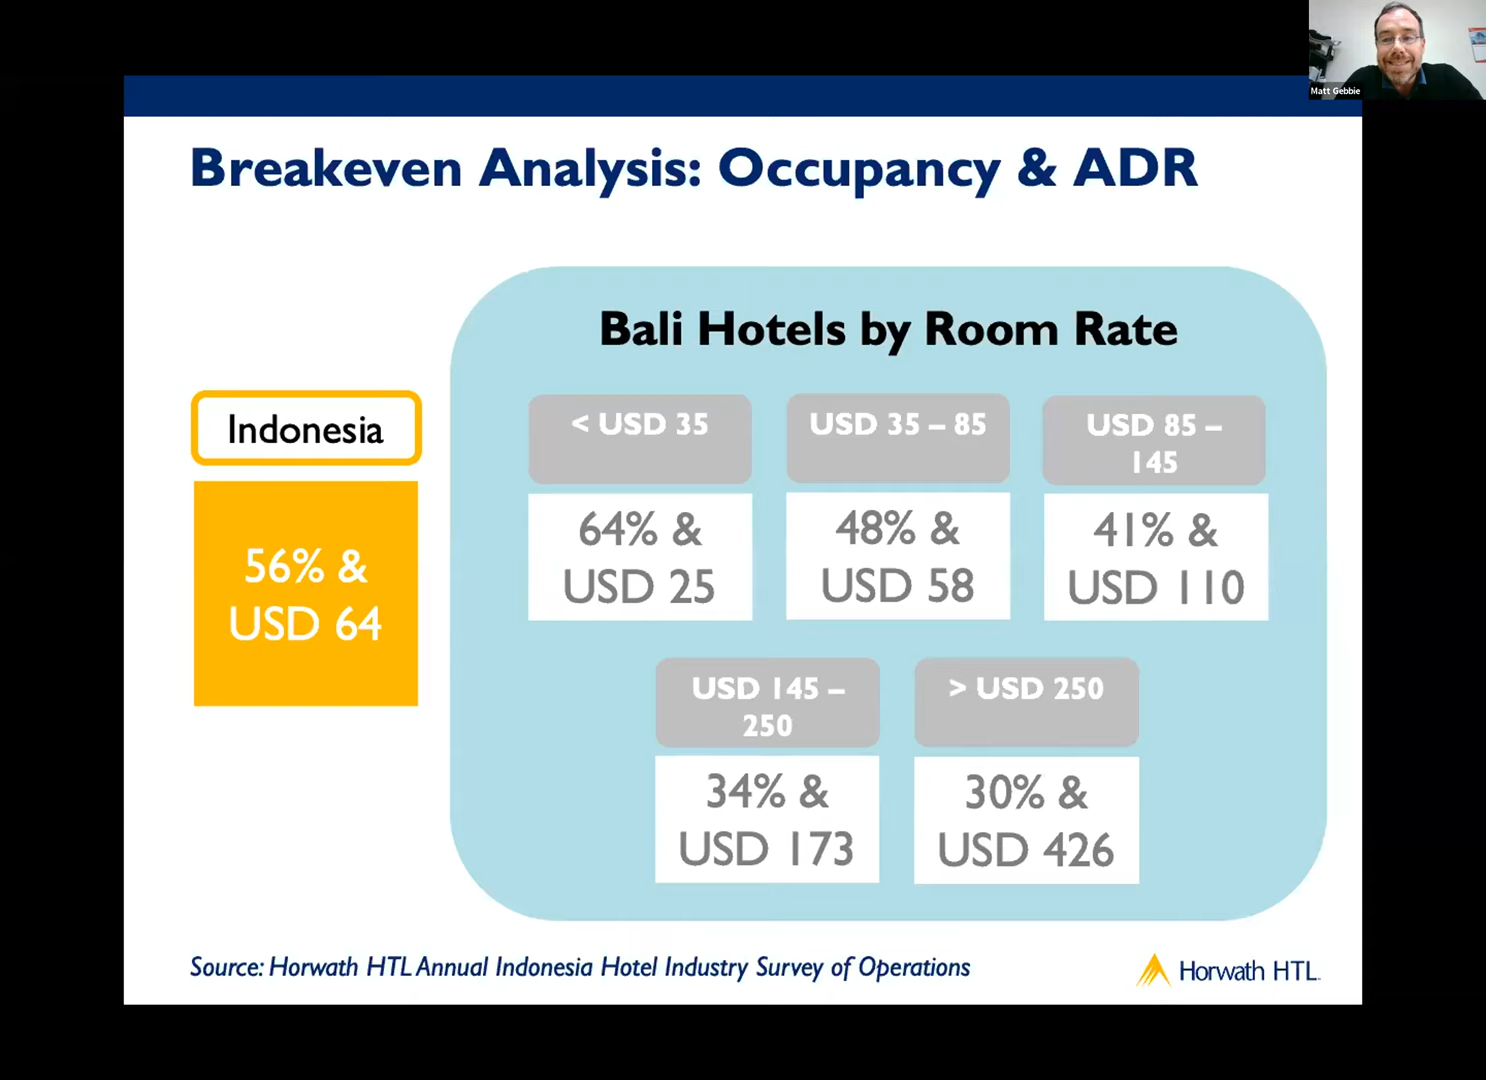 Matt Gebbie
Breakeven Analysis: Occupancy & ADR
Bali Hotels by Room Rate
Indonesia
56% &
USD 64
< USD 35
64% &
USD 25
USD 35 – 85
48% &
USD 58
USD 85 –
145
41% &
USD 110
USD 145 –
250
34% &
USD 173
> USD 250
30% &
USD 426
Source: Horwath HTL Annual Indonesia Hotel Industry Survey of Operations
Horwath HTL.